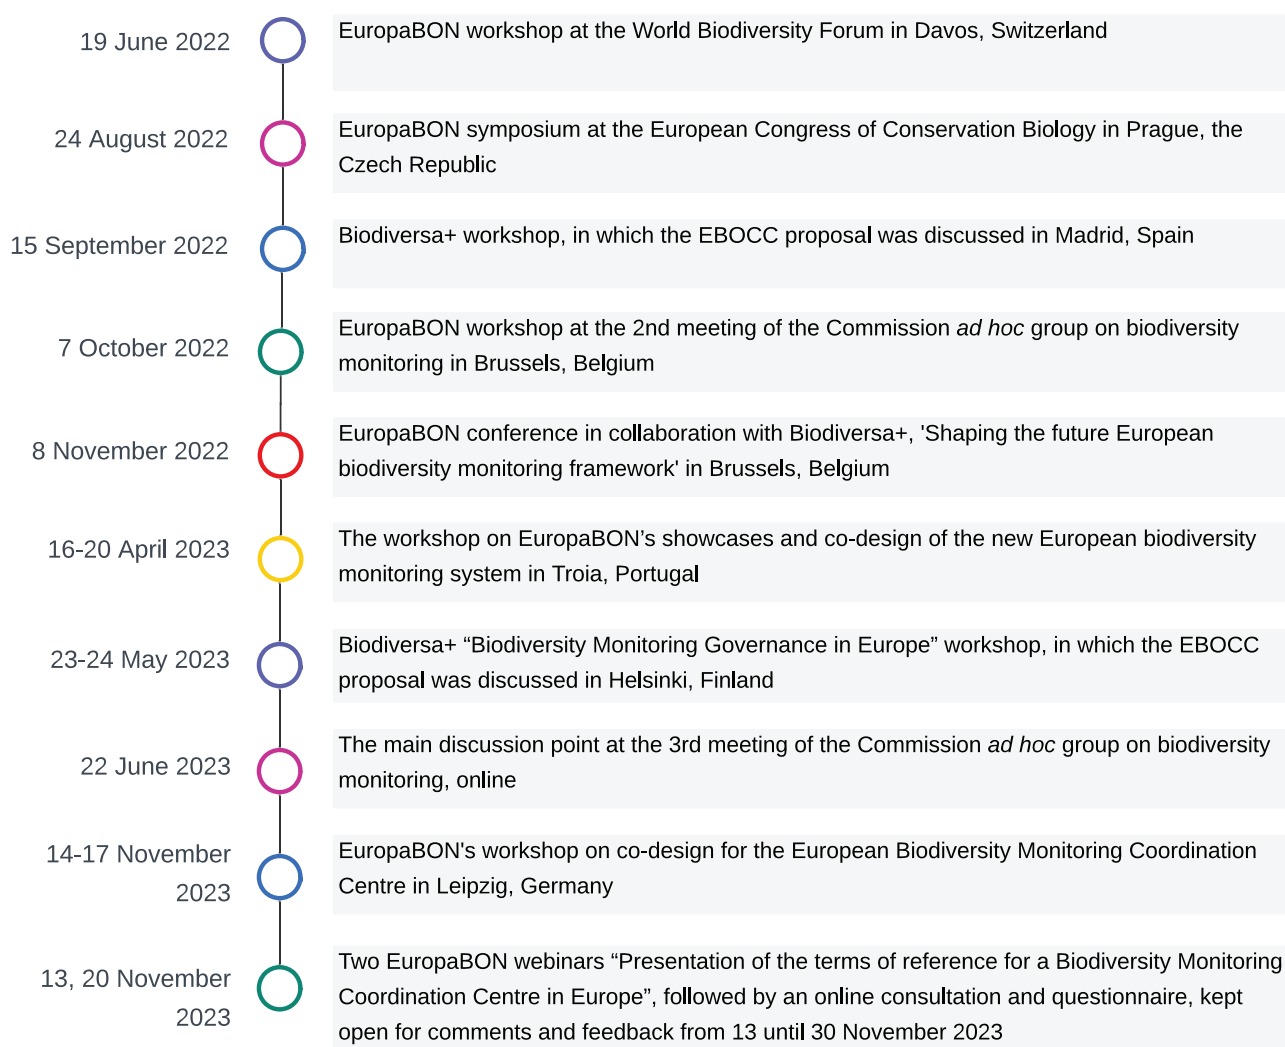 19 June 2022
EuropaBON workshop at the World Biodiversity Forum in Davos, Switzerland
24 August 2022
EuropaBON symposium at the European Congress of Conservation Biology in Prague, the
Czech Republic
15 September 2022
Biodiversa+ workshop, in which the EBOCC proposal was discussed in Madrid, Spain
7 October 2022
EuropaBON workshop at the 2nd meeting of the Commission ad hoc group on biodiversity
monitoring in Brussels, Belgium
8 November 2022
EuropaBON conference in collaboration with Biodiversa+, 'Shaping the future European
biodiversity monitoring framework' in Brussels, Belgium
16-20 April 2023
The workshop on EuropaBON’s showcases and co-design of the new European biodiversity
monitoring system in Troia, Portugal
23-24 May 2023
Biodiversa+ “Biodiversity Monitoring Governance in Europe” workshop, in which the EBOCC
proposal was discussed in Helsinki, Finland
22 June 2023
The main discussion point at the 3rd meeting of the Commission ad hoc group on biodiversity
monitoring, online
14-17 November
2023
EuropaBON's workshop on co-design for the European Biodiversity Monitoring Coordination
Centre in Leipzig, Germany
13, 20 November
2023
Two EuropaBON webinars “Presentation of the terms of reference for a Biodiversity Monitoring
Coordination Centre in Europe”, followed by an online consultation and questionnaire, kept
open for comments and feedback from 13 until 30 November 2023